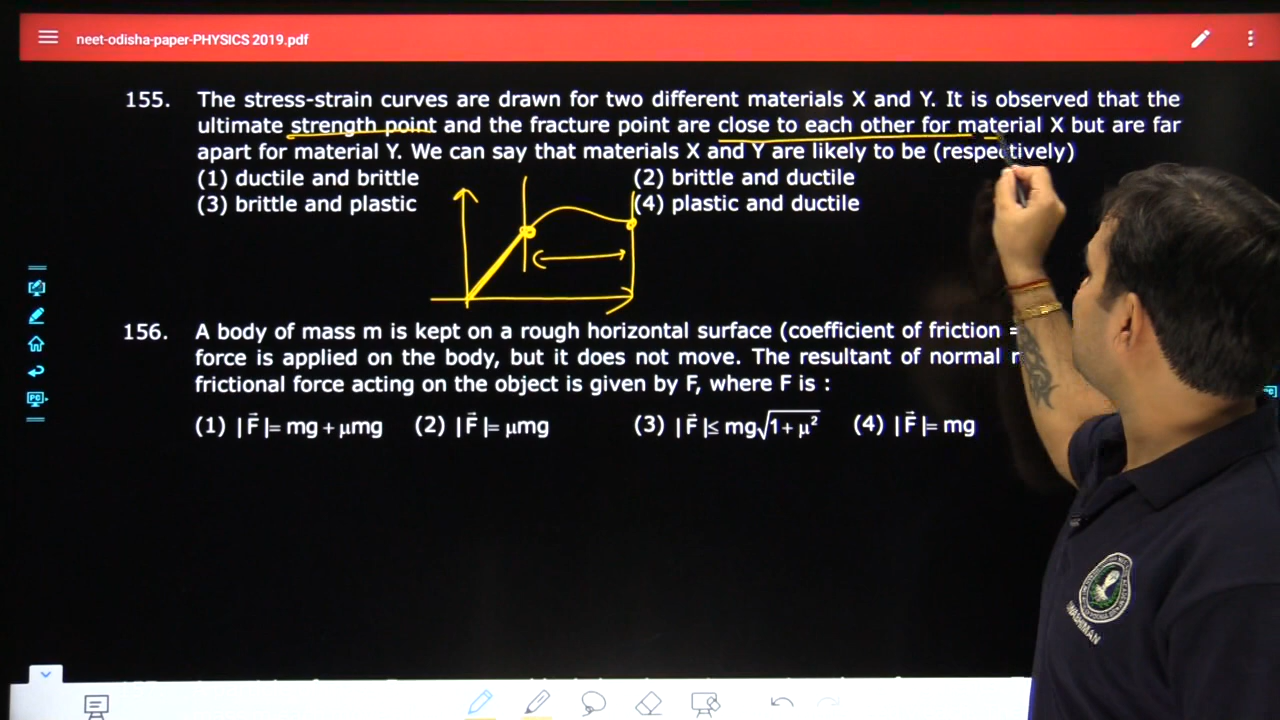 neet-odisha-paper-PHYSICS 2019.pdf
155. The stress-strain curves are drawn for two different materials X and Y. It is observed that the
ultimate strength point and the fracture point are close to each other for material X but are far
apart for material Y. We can say that materials X and Y are likely to be (respectively)
(1) ductile and brittle (2) brittle and ductile
(3) brittle and plastic (4) plastic and ductile
156. A body of mass m is kept on a rough horizontal surface (coefficient of friction =
force is applied on the body, but it does not move. The resultant of normal
frictional force acting on the object is given by F, where F is :
(1) |F⃗|= mg + μmg (2) |F⃗|= μmg (3) |F⃗|≤ mg√1+ μ² (4) |F⃗|= mg
PC